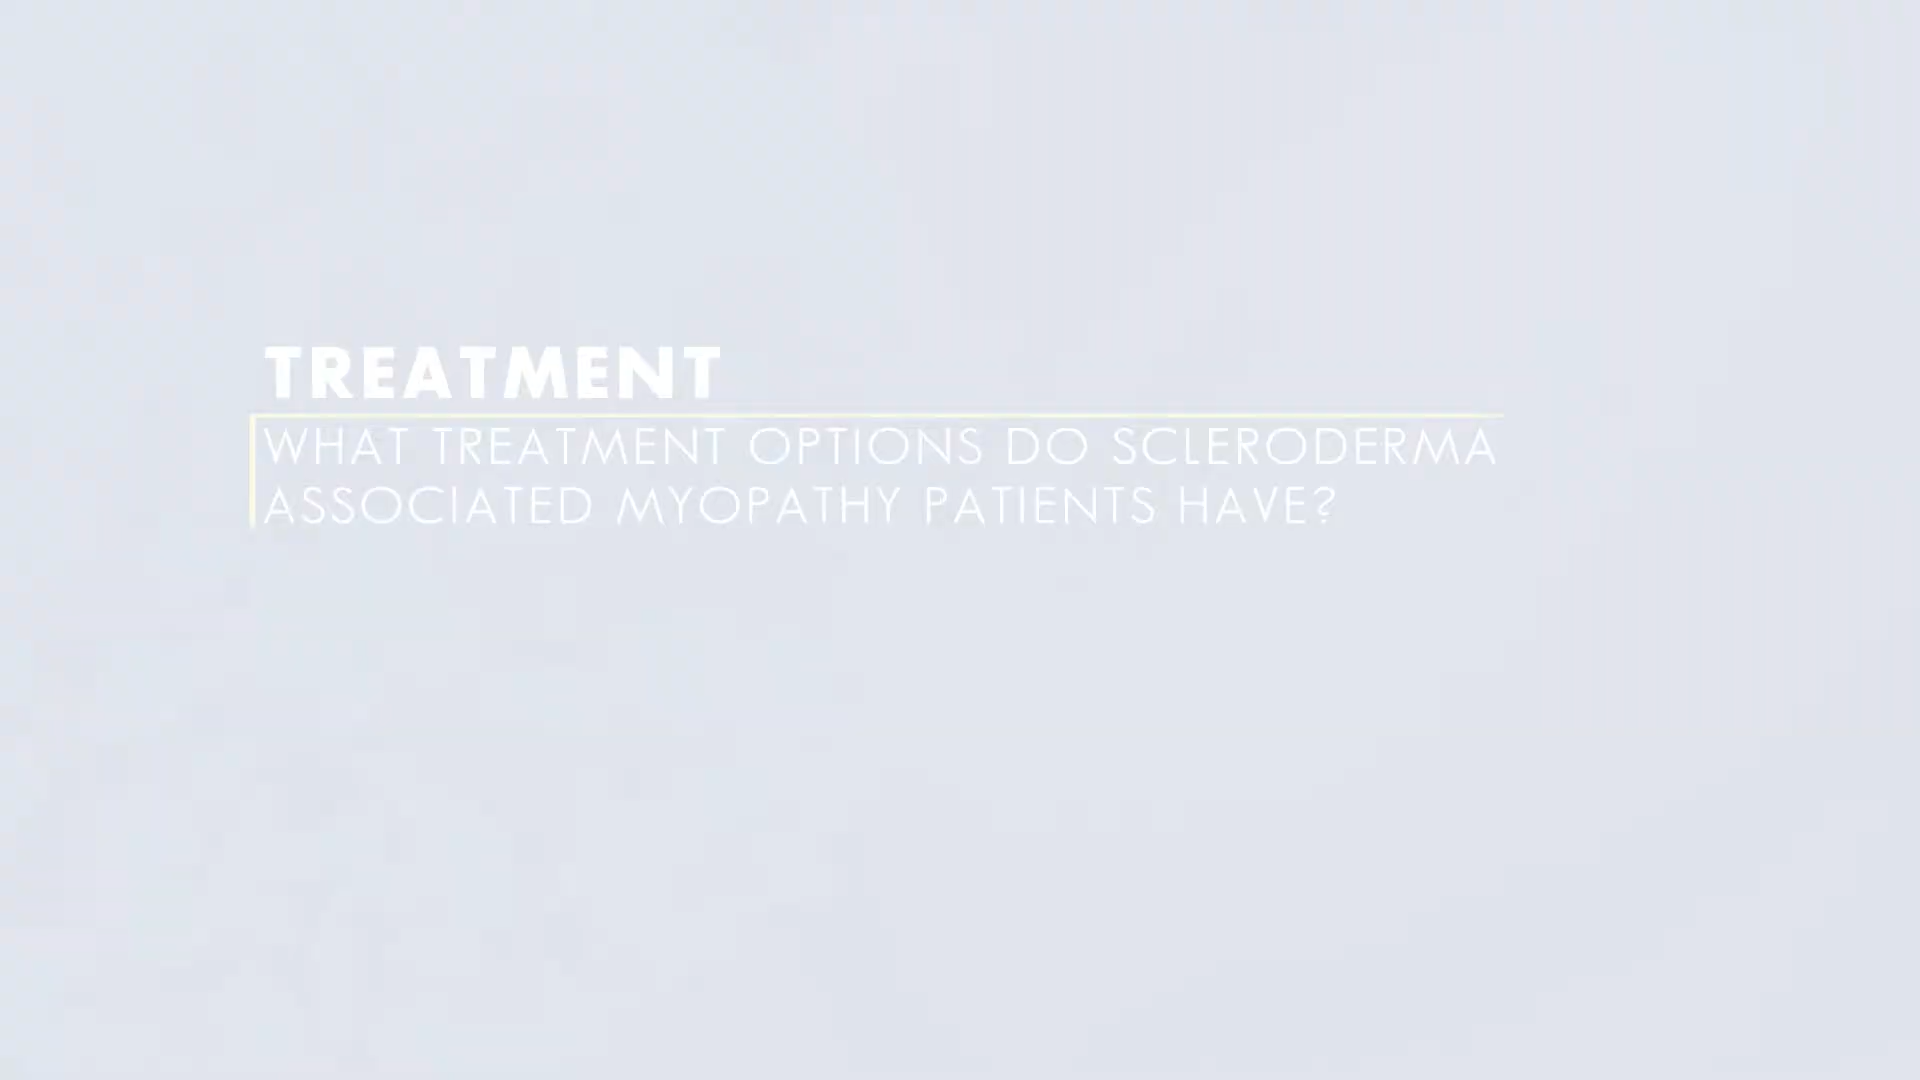 TREATMENT
WHAT TREATMENT OPTIONS DO SCLERODERMA
ASSOCIATED MYOPATHY PATIENTS HAVE?